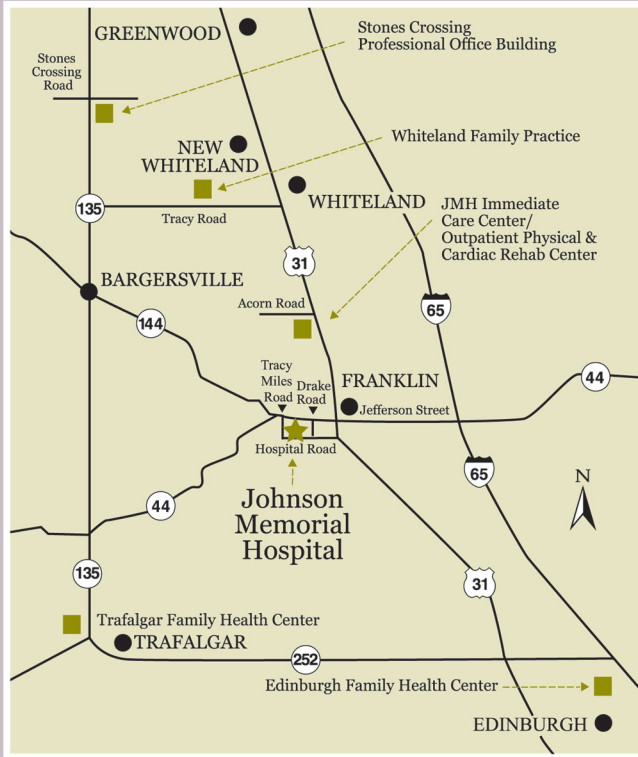 GREENWOOD
Stones Crossing
Professional Office Building
Stones
Crossing
Road
NEW
WHITELAND
Whiteland Family Practice
WHITELAND
135
Tracy Road
JMH Immediate
Care Center/
Outpatient Physical &
Cardiac Rehab Center
31
BARGERSVILLE
Acorn Road
65
144
Tracy
Miles
Road
Drake
Road
FRANKLIN
Jefferson Street
44
Hospital Road
65
N
44
Johnson
Memorial
Hospital
135
31
Trafalgar Family Health Center
TRAFALGAR
252
Edinburgh Family Health Center
EDINBURGH